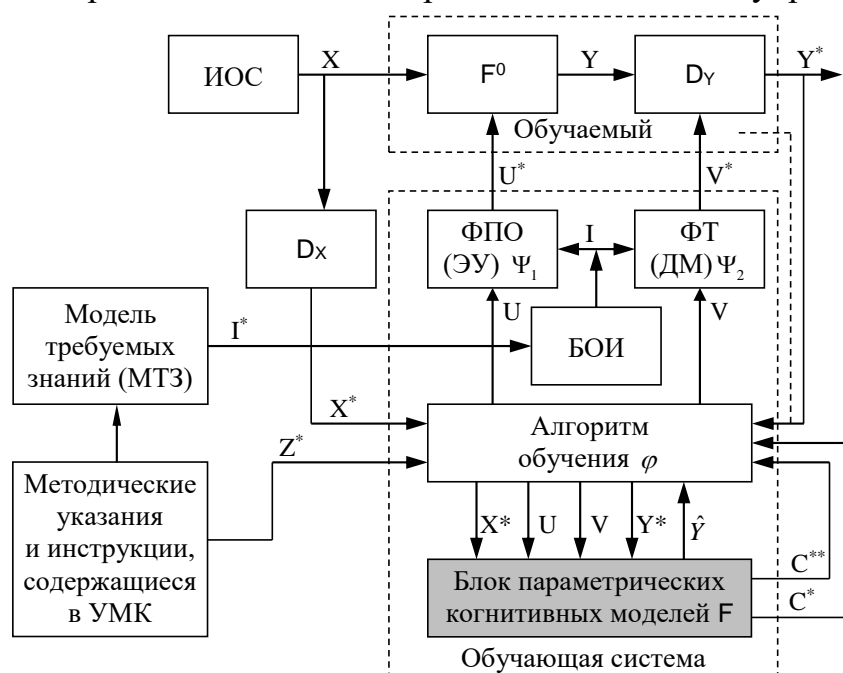 X
Y
Y*
ИОС
F⁰
D_Y
Обучаемый
U*
V*
D_X
ФПО
(ЭУ) Ψ₁
I
ФТ
(ДМ) Ψ₂
Модель
требуемых
знаний (МТЗ)
I*
U
БОИ
V
X*
Алгоритм
обучения φ
Z*
Методические
указания
и инструкции,
содержащиеся
в УМК
X*
U
V
Y*
Ŷ
Блок параметрических
когнитивных моделей F
C**
C*
Обучающая система